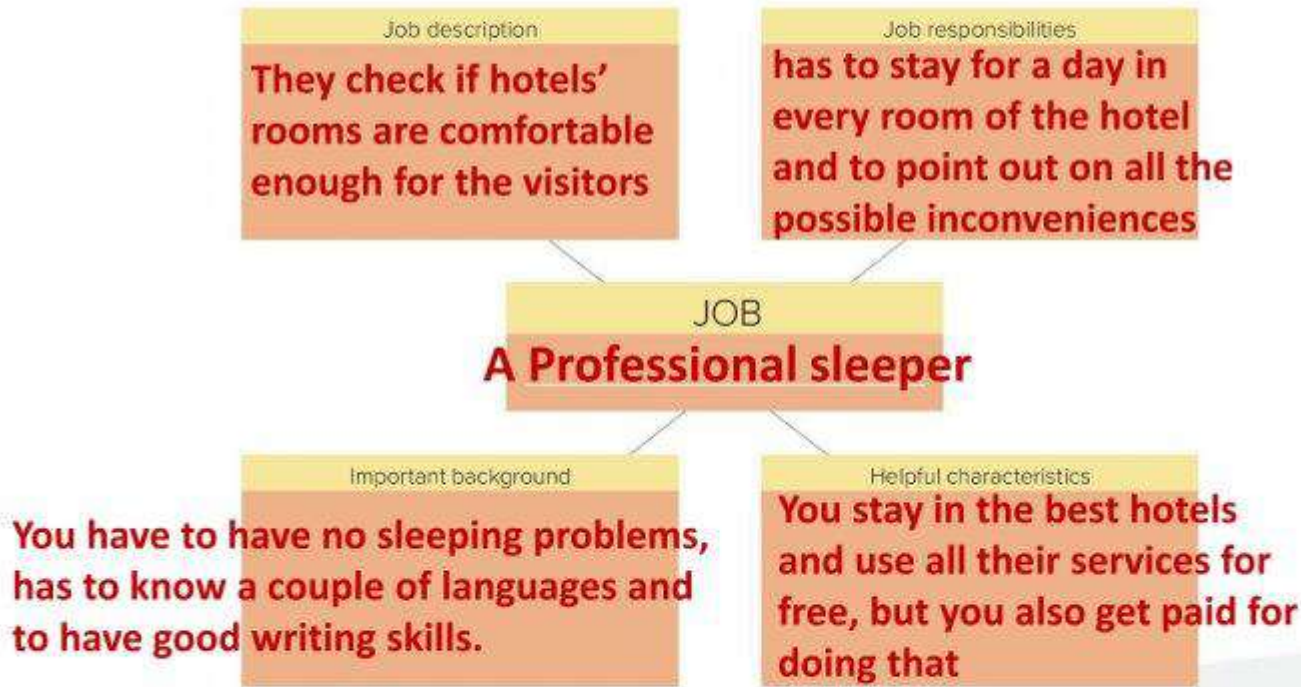 Job description
They check if hotels’
rooms are comfortable
enough for the visitors
Job responsibilities
has to stay for a day in
every room of the hotel
and to point out on all the
possible inconveniences
JOB
A Professional sleeper
Important background
You have to have no sleeping problems,
has to know a couple of languages and
to have good writing skills.
Helpful characteristics
You stay in the best hotels
and use all their services for
free, but you also get paid for
doing that